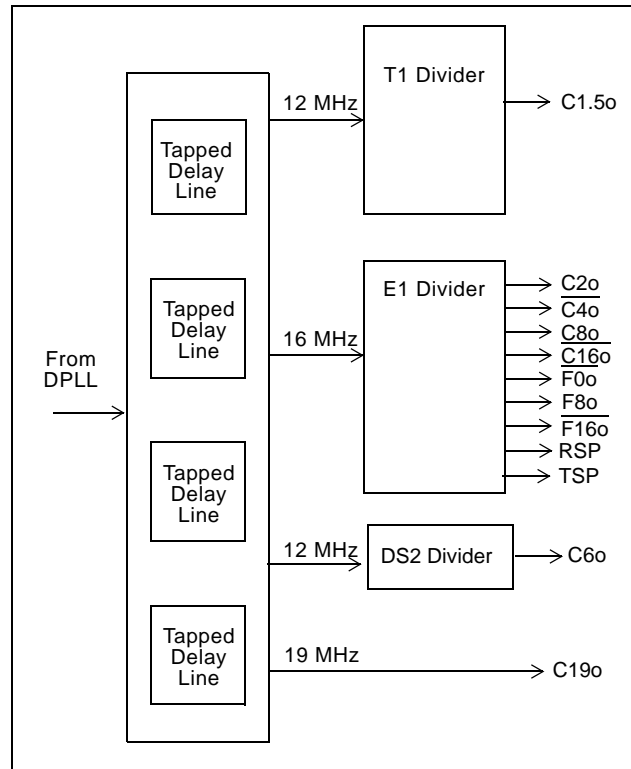 T1 Divider
12 MHz
C1.5o
Tapped
Delay
Line
E1 Divider
C2o
C4o
C8o
C16o
F0o
F8o
F16o
RSP
TSP
Tapped
Delay
Line
16 MHz
From
DPLL
Tapped
Delay
Line
12 MHz
DS2 Divider
C6o
Tapped
Delay
Line
19 MHz
C19o